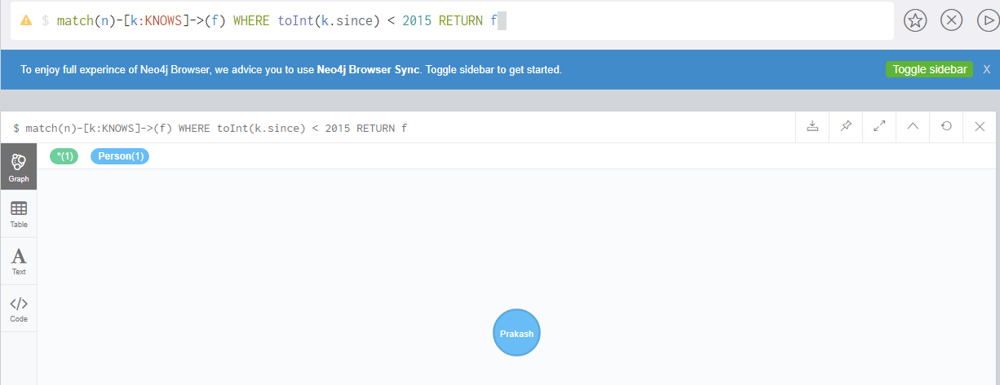 $ match(n)-[k:KNOWS]->(f) WHERE toInt(k.since) < 2015 RETURN f
To enjoy full experince of Neo4j Browser, we advice you to use Neo4j Browser Sync. Toggle sidebar to get started. Toggle sidebar X
$ match(n)-[k:KNOWS]->(f) WHERE toInt(k.since) < 2015 RETURN f
*(1) Person(1)
Graph
Table
A
Text
</>
Code
Prakash